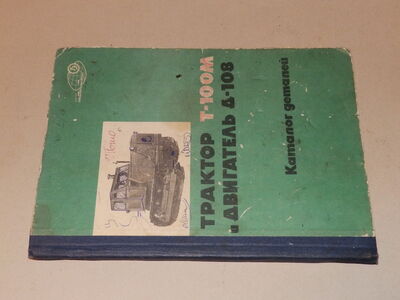 ТРАКТОР Т-100М
и ДВИГАТЕЛЬ Д-108
Каталог деталей